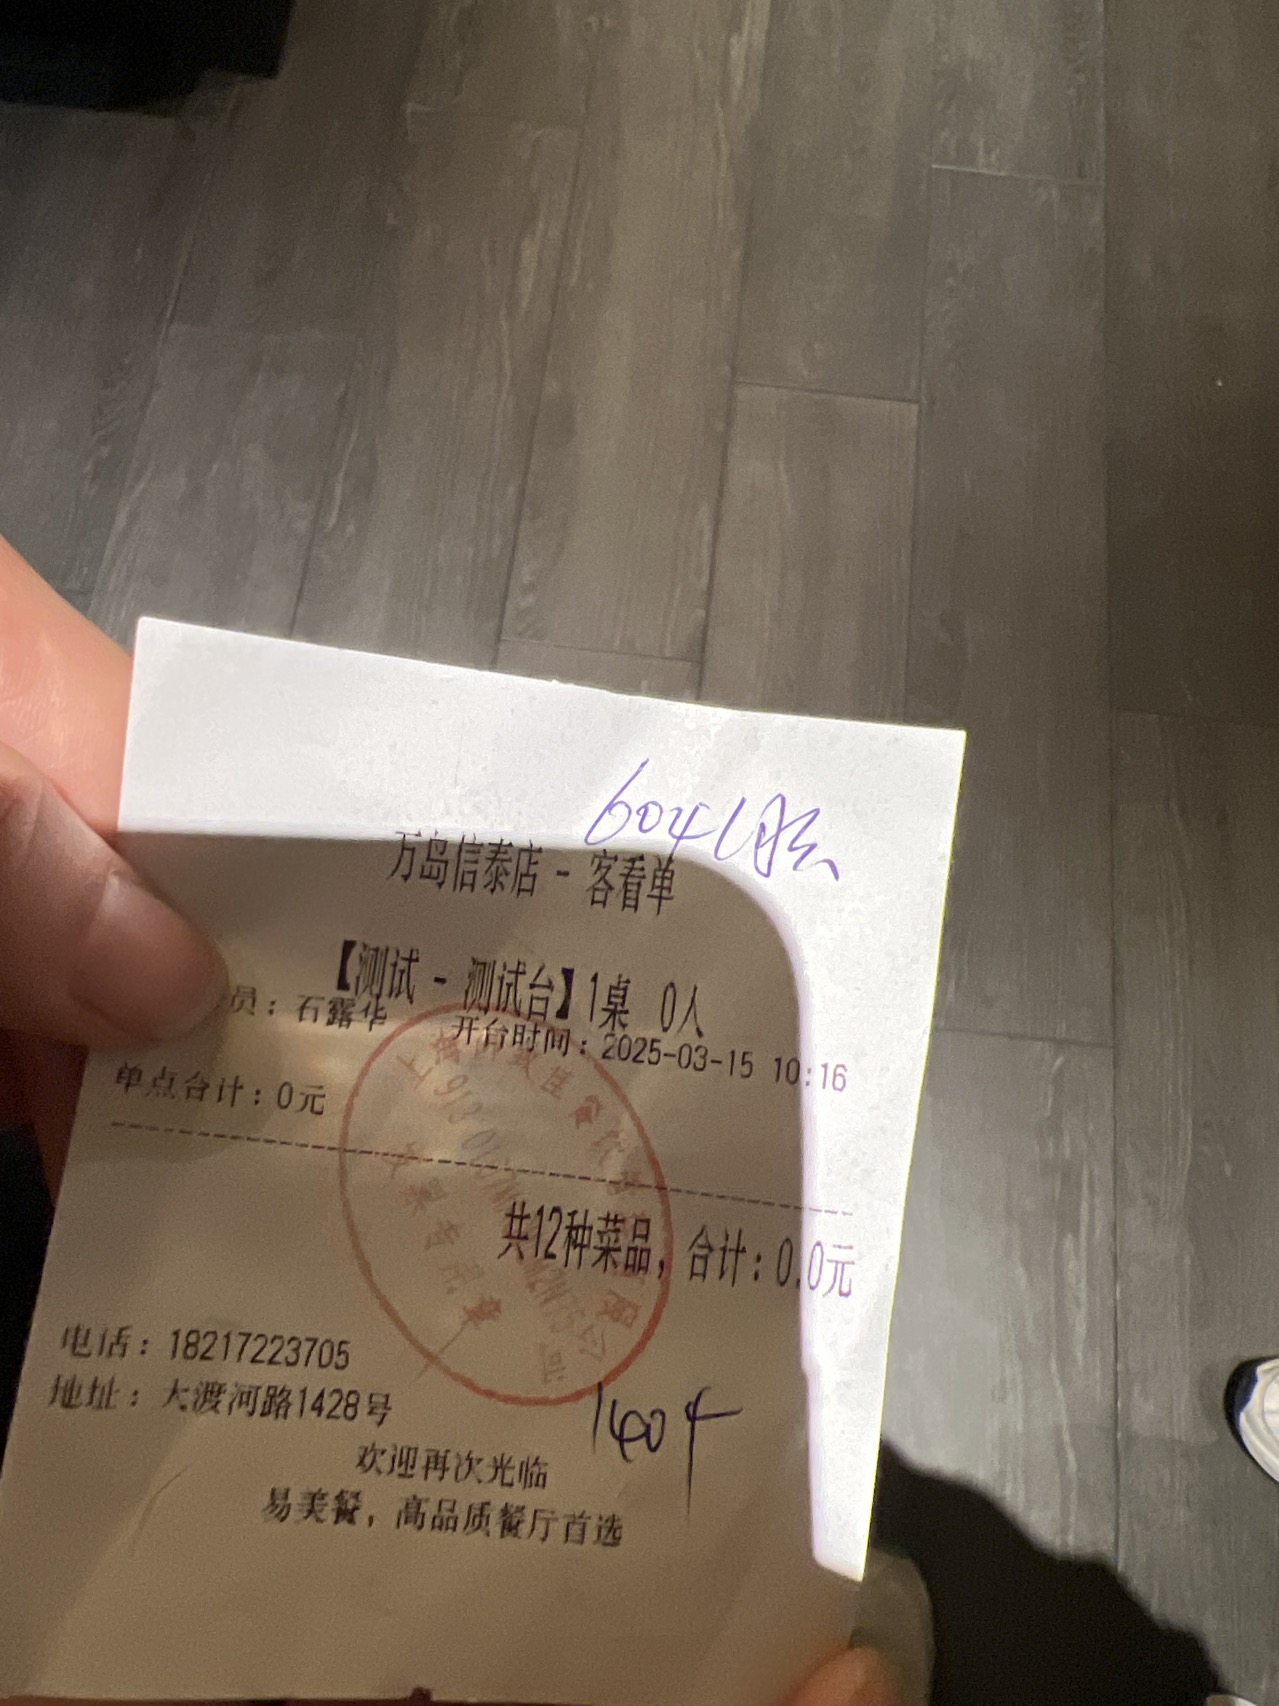 604
万岛信泰店 - 客看单
【测试 - 测试台】1桌 0人
员：石露华 开台时间：2025-03-15 10:16
单点合计：0元
共12种菜品，合计：0.0元
电话：18217223705
地址：大渡河路1428号
1404
欢迎再次光临
易美餐，高品质餐厅首选